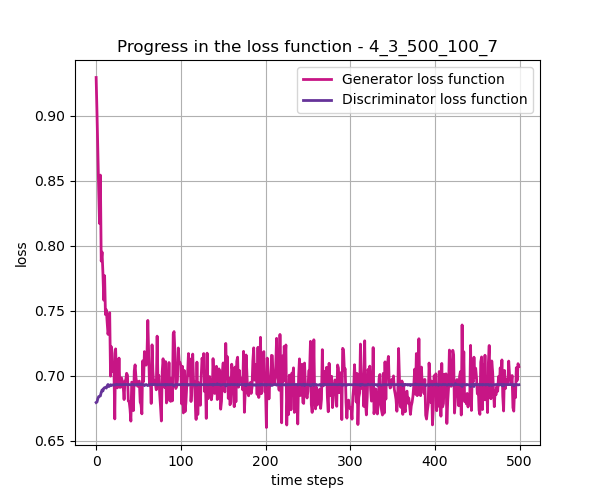 Progress in the loss function - 4_3_500_100_7
Generator loss function
Discriminator loss function
0.90
0.85
0.80
0.75
0.70
0.65
loss
0
100
200
300
400
500
time steps